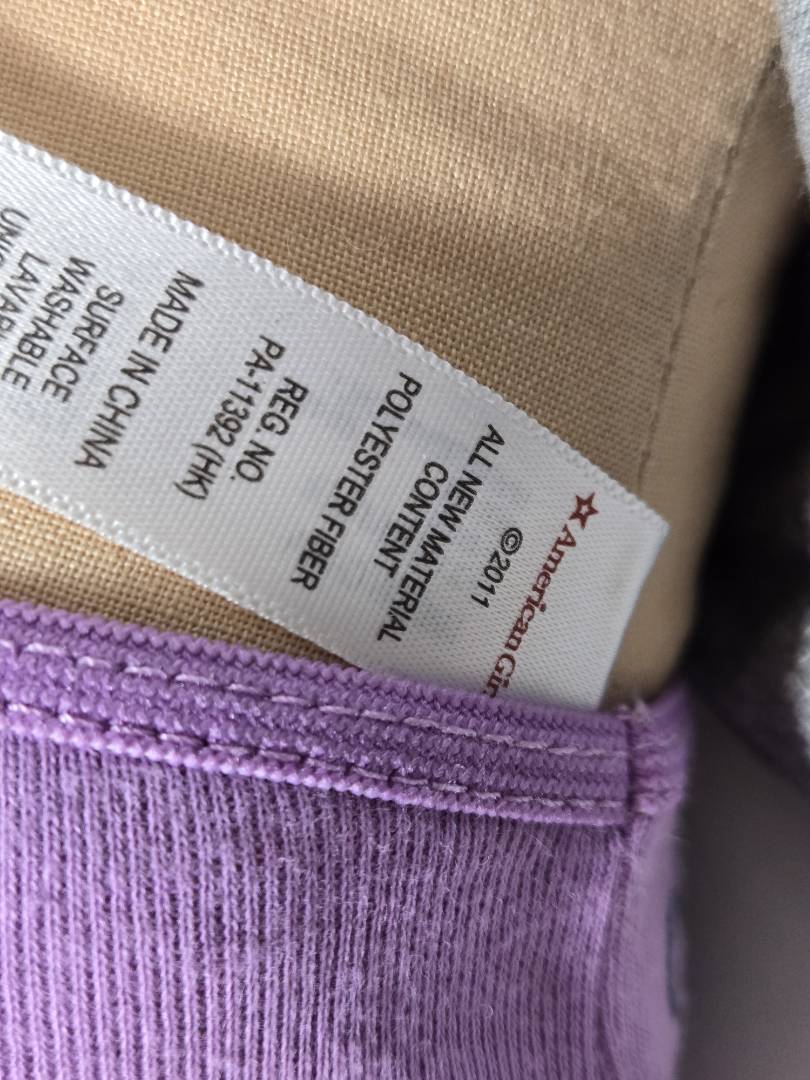 American Gir
©2011
ALL NEW MATERIAL
CONTENT
POLYESTER FIBER
REG. NO.
PA-11392 (HK)
MADE IN CHINA
SURFACE
WASHABLE